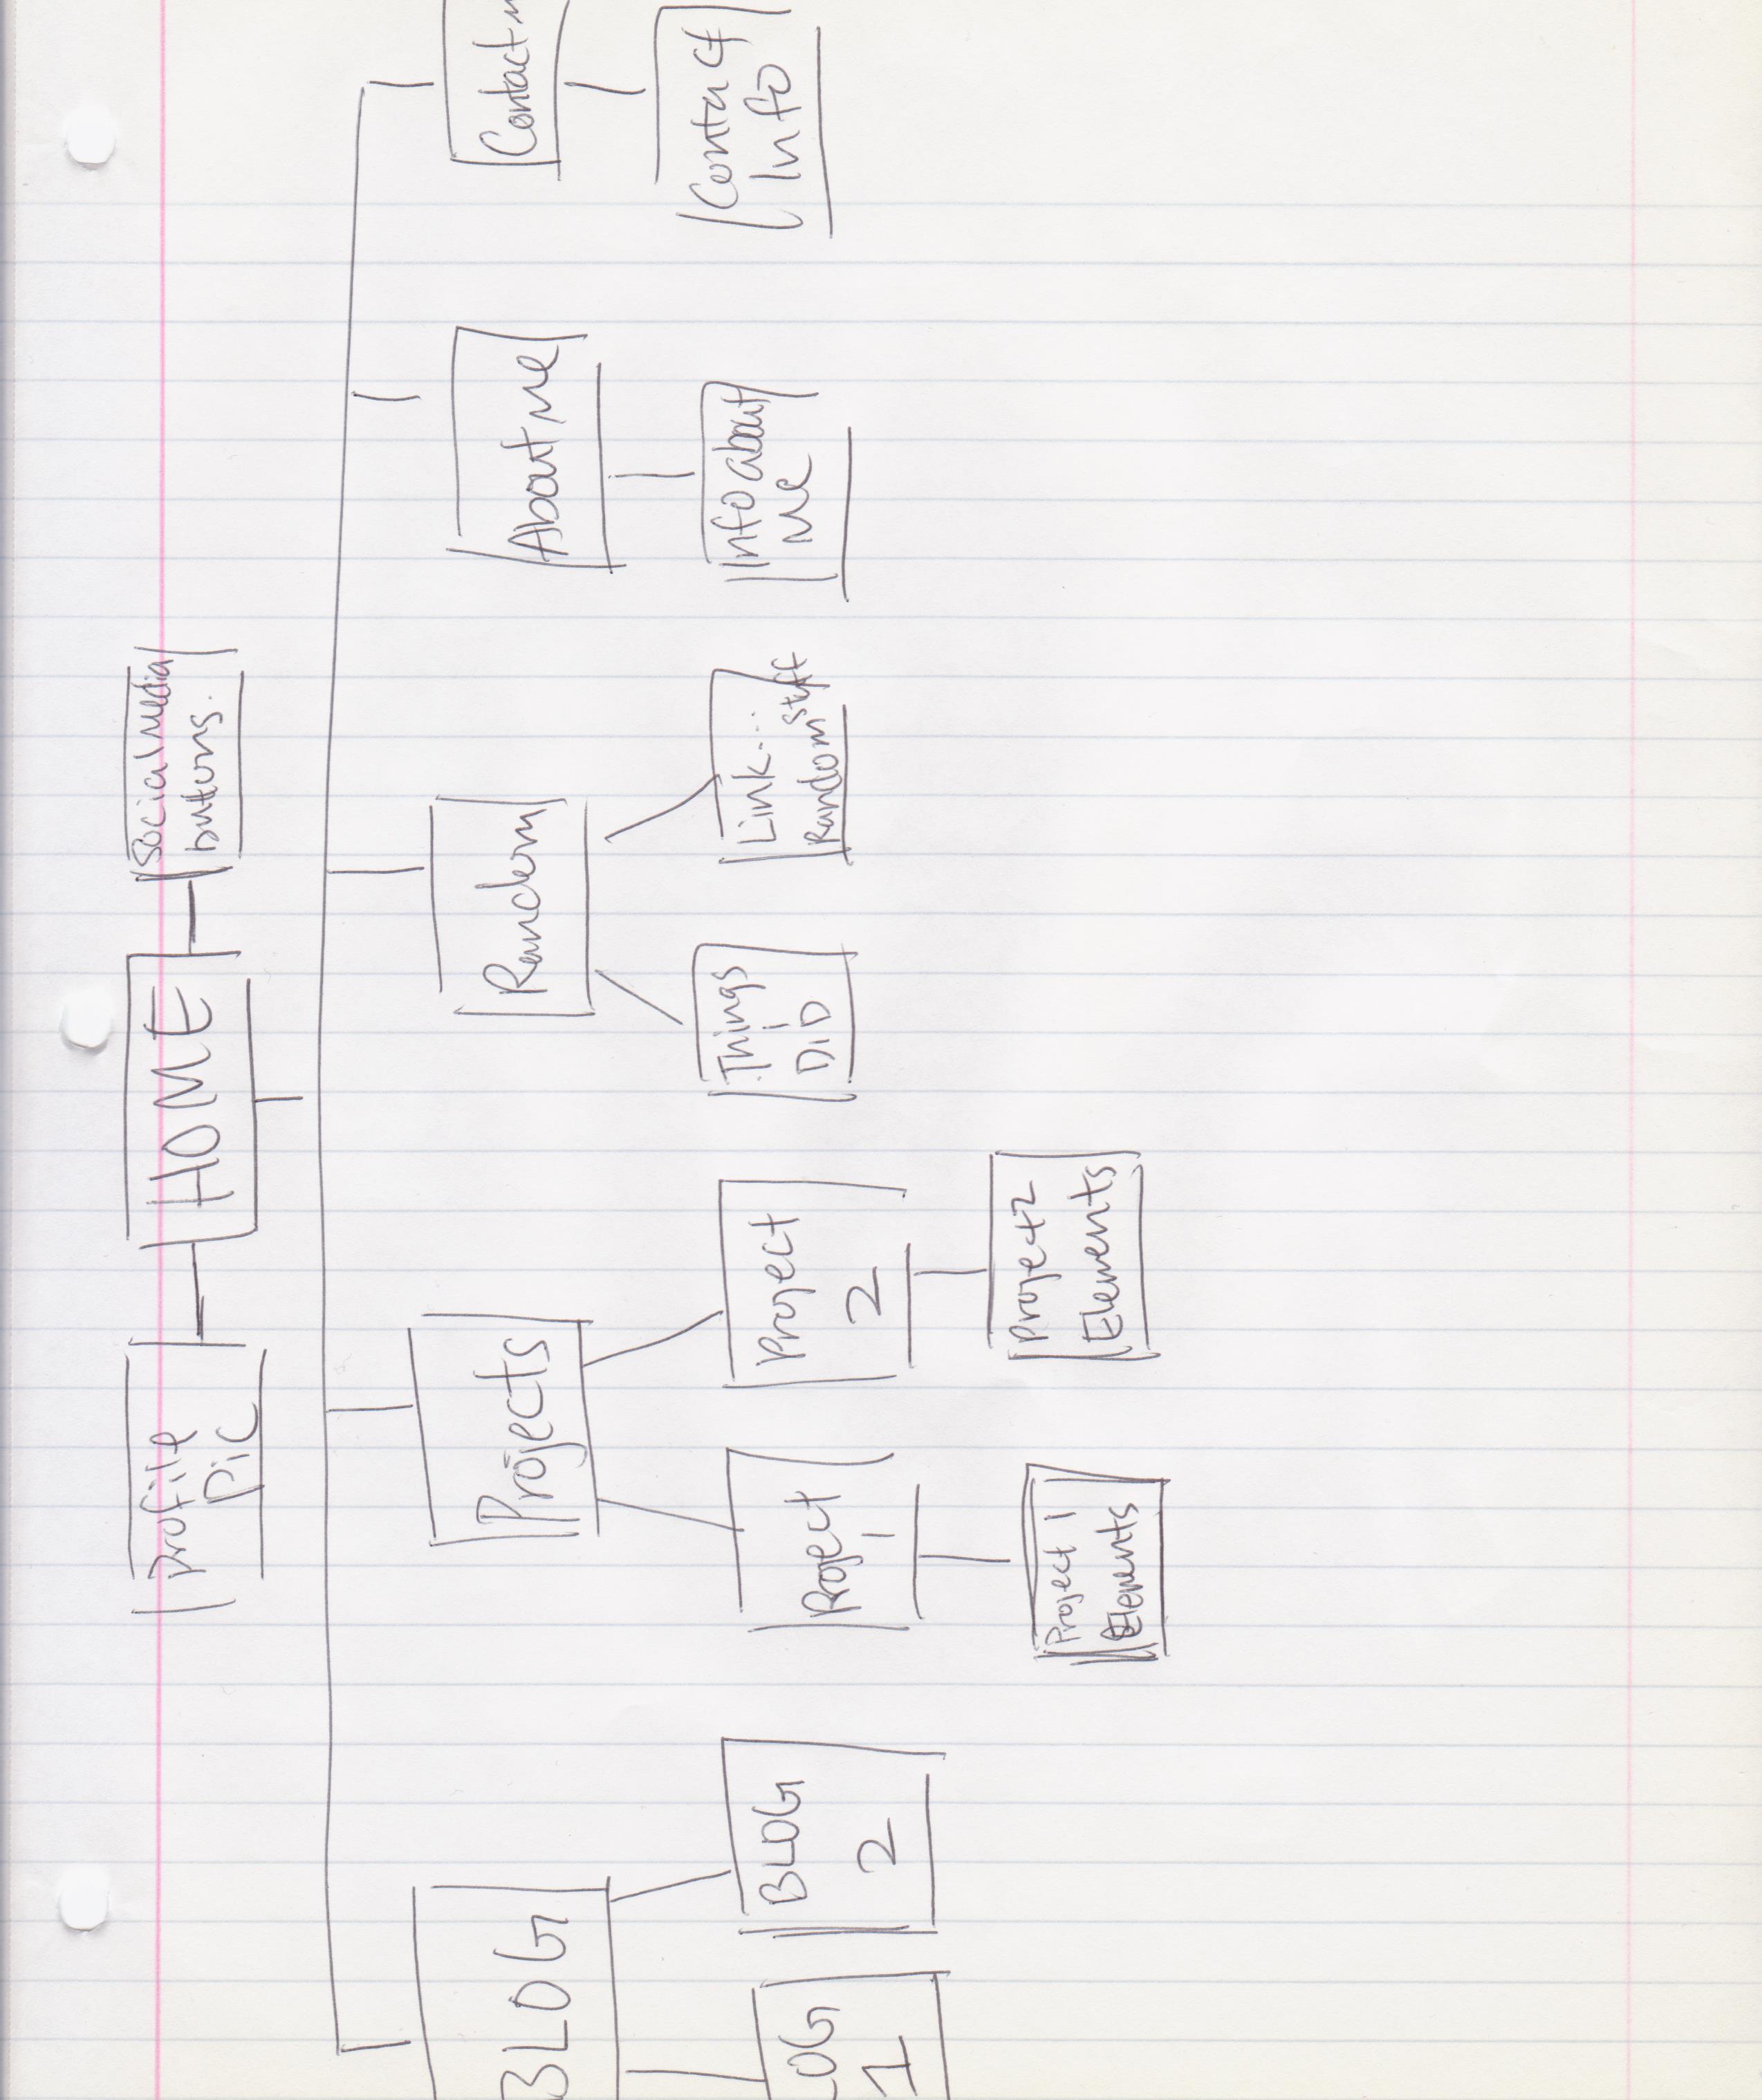 Profile
Pic
HOME
Social media
buttons.
BLOG
Projects
Random
About me
Contact m
LOG
1
BLOG
2
Project
1
Project
2
Things
i
DiD
Link...
Random stuff
Info about
me
Contact
Info
Project 1
Elements
Project 2
Elements